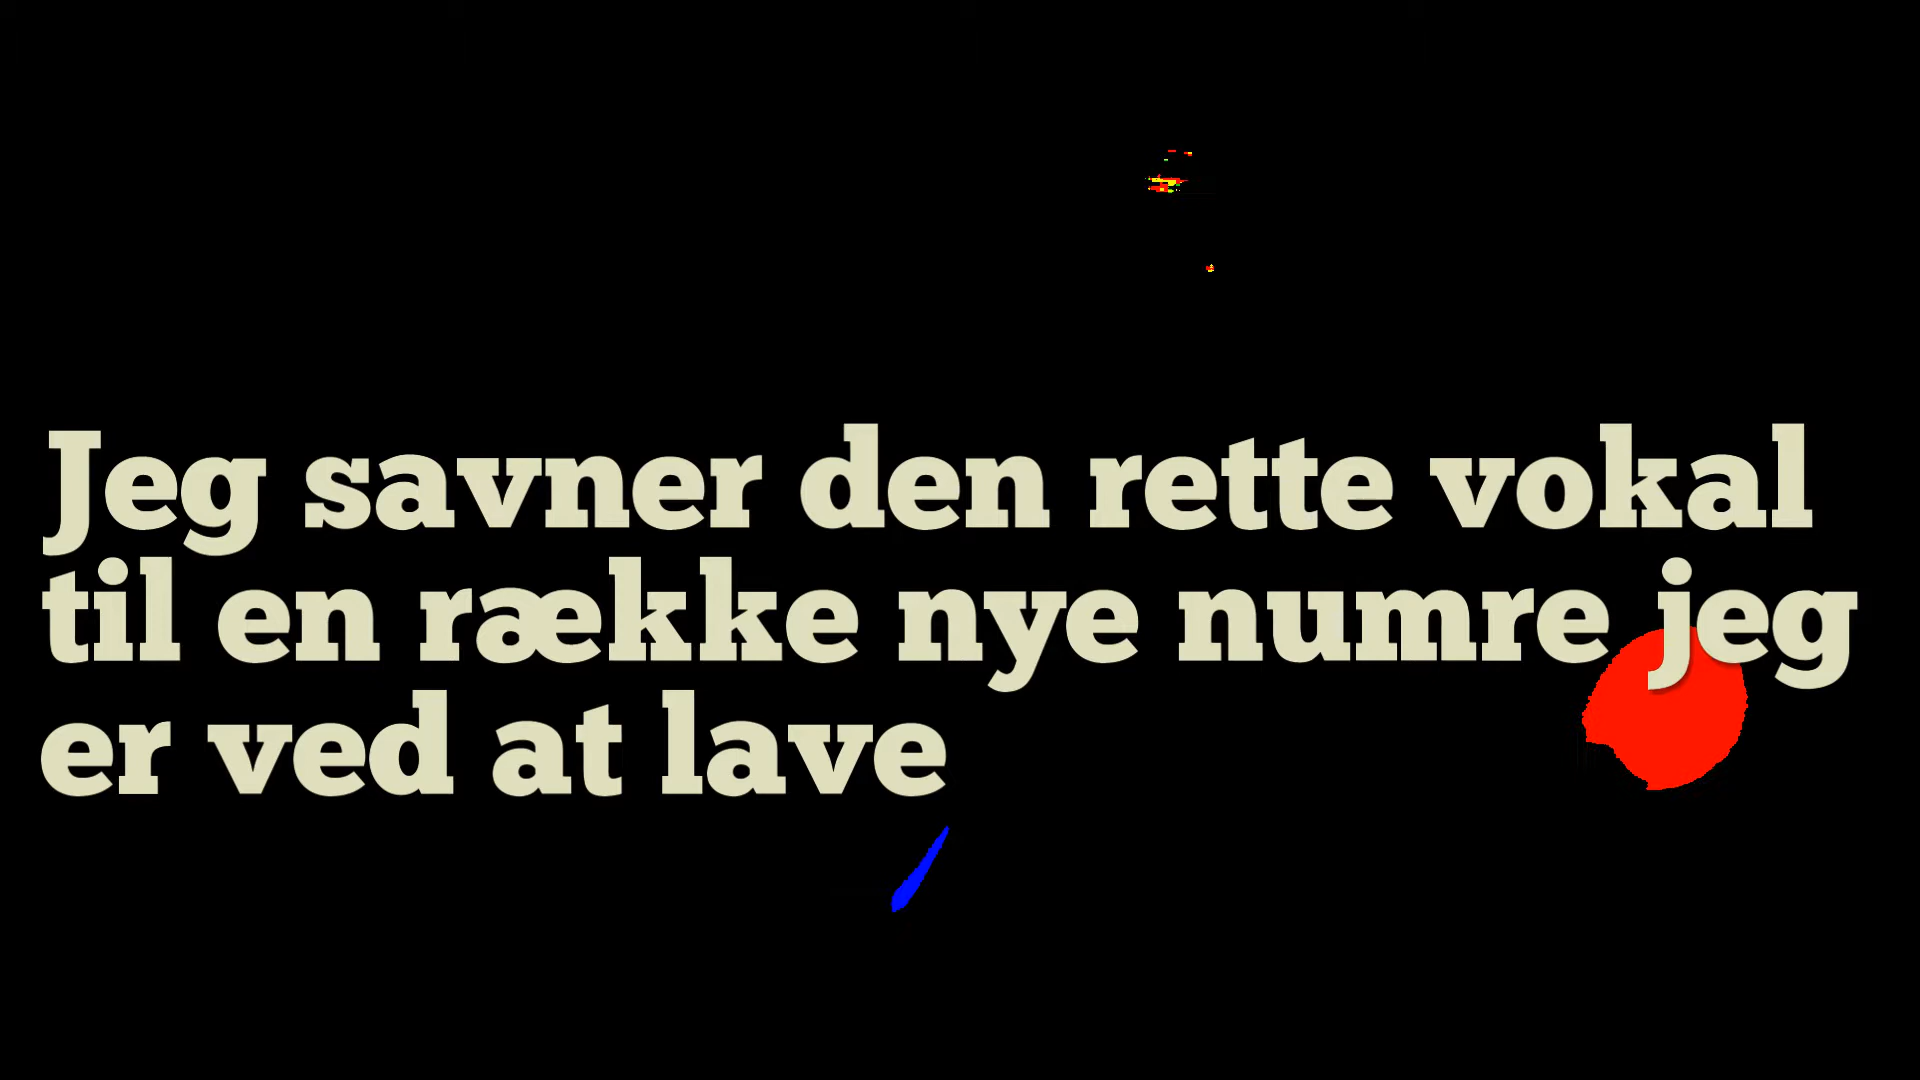 Jeg savner den rette vokal
til en række nye numre jeg
er ved at lave